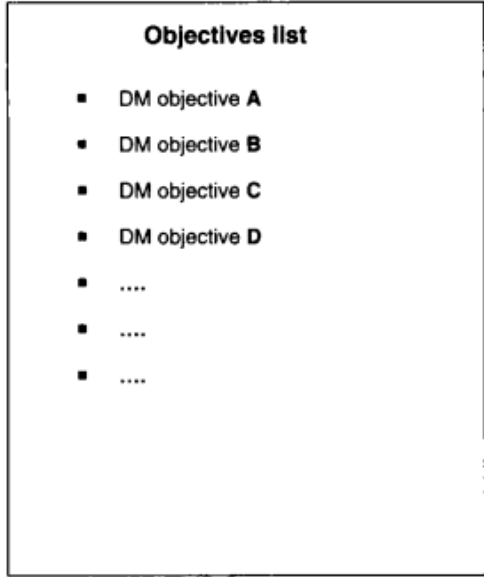 Objectives list
▪ DM objective A
▪ DM objective B
▪ DM objective C
▪ DM objective D
▪ ....
▪ ....
▪ ....